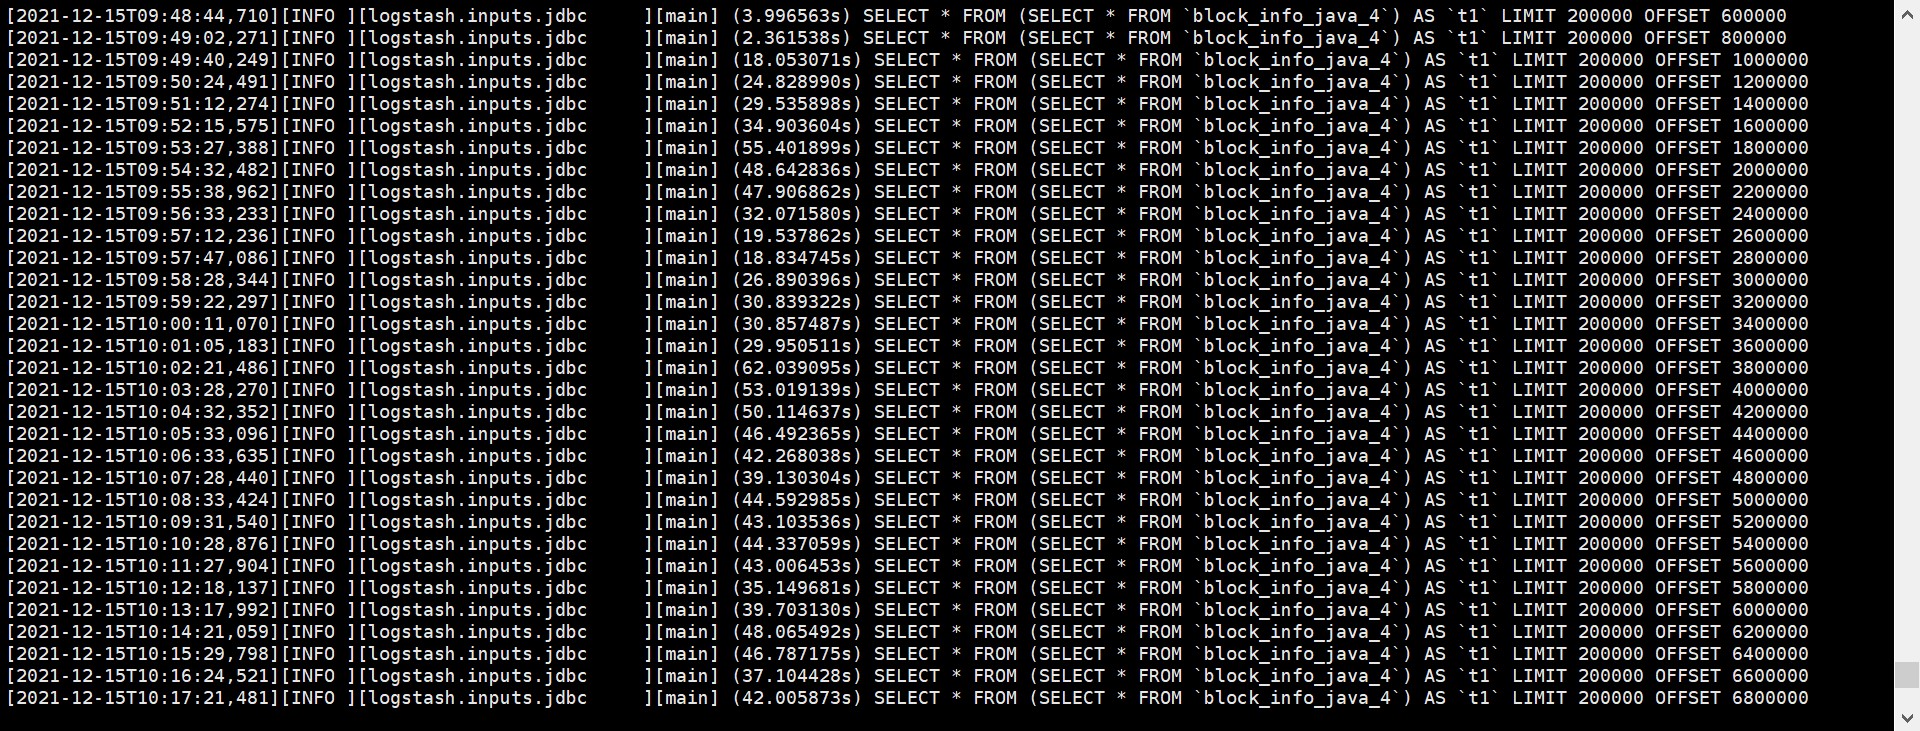 [2021-12-15T09:48:44,710][INFO ][logstash.inputs.jdbc     ][main] (3.996563s) SELECT * FROM (SELECT * FROM `block_info_java_4`) AS `t1` LIMIT 200000 OFFSET 600000
[2021-12-15T09:49:02,271][INFO ][logstash.inputs.jdbc     ][main] (2.361538s) SELECT * FROM (SELECT * FROM `block_info_java_4`) AS `t1` LIMIT 200000 OFFSET 800000
[2021-12-15T09:49:40,249][INFO ][logstash.inputs.jdbc     ][main] (18.053071s) SELECT * FROM (SELECT * FROM `block_info_java_4`) AS `t1` LIMIT 200000 OFFSET 1000000
[2021-12-15T09:50:24,491][INFO ][logstash.inputs.jdbc     ][main] (24.828990s) SELECT * FROM (SELECT * FROM `block_info_java_4`) AS `t1` LIMIT 200000 OFFSET 1200000
[2021-12-15T09:51:12,274][INFO ][logstash.inputs.jdbc     ][main] (29.535898s) SELECT * FROM (SELECT * FROM `block_info_java_4`) AS `t1` LIMIT 200000 OFFSET 1400000
[2021-12-15T09:52:15,575][INFO ][logstash.inputs.jdbc     ][main] (34.903604s) SELECT * FROM (SELECT * FROM `block_info_java_4`) AS `t1` LIMIT 200000 OFFSET 1600000
[2021-12-15T09:53:27,388][INFO ][logstash.inputs.jdbc     ][main] (55.401899s) SELECT * FROM (SELECT * FROM `block_info_java_4`) AS `t1` LIMIT 200000 OFFSET 1800000
[2021-12-15T09:54:32,482][INFO ][logstash.inputs.jdbc     ][main] (48.642836s) SELECT * FROM (SELECT * FROM `block_info_java_4`) AS `t1` LIMIT 200000 OFFSET 2000000
[2021-12-15T09:55:38,962][INFO ][logstash.inputs.jdbc     ][main] (47.906862s) SELECT * FROM (SELECT * FROM `block_info_java_4`) AS `t1` LIMIT 200000 OFFSET 2200000
[2021-12-15T09:56:33,233][INFO ][logstash.inputs.jdbc     ][main] (32.071580s) SELECT * FROM (SELECT * FROM `block_info_java_4`) AS `t1` LIMIT 200000 OFFSET 2400000
[2021-12-15T09:57:12,236][INFO ][logstash.inputs.jdbc     ][main] (19.537862s) SELECT * FROM (SELECT * FROM `block_info_java_4`) AS `t1` LIMIT 200000 OFFSET 2600000
[2021-12-15T09:57:47,086][INFO ][logstash.inputs.jdbc     ][main] (18.834745s) SELECT * FROM (SELECT * FROM `block_info_java_4`) AS `t1` LIMIT 200000 OFFSET 2800000
[2021-12-15T09:58:28,344][INFO ][logstash.inputs.jdbc     ][main] (26.890396s) SELECT * FROM (SELECT * FROM `block_info_java_4`) AS `t1` LIMIT 200000 OFFSET 3000000
[2021-12-15T09:59:22,297][INFO ][logstash.inputs.jdbc     ][main] (30.839322s) SELECT * FROM (SELECT * FROM `block_info_java_4`) AS `t1` LIMIT 200000 OFFSET 3200000
[2021-12-15T10:00:11,070][INFO ][logstash.inputs.jdbc     ][main] (30.857487s) SELECT * FROM (SELECT * FROM `block_info_java_4`) AS `t1` LIMIT 200000 OFFSET 3400000
[2021-12-15T10:01:05,183][INFO ][logstash.inputs.jdbc     ][main] (29.950511s) SELECT * FROM (SELECT * FROM `block_info_java_4`) AS `t1` LIMIT 200000 OFFSET 3600000
[2021-12-15T10:02:21,486][INFO ][logstash.inputs.jdbc     ][main] (62.039095s) SELECT * FROM (SELECT * FROM `block_info_java_4`) AS `t1` LIMIT 200000 OFFSET 3800000
[2021-12-15T10:03:28,270][INFO ][logstash.inputs.jdbc     ][main] (53.019139s) SELECT * FROM (SELECT * FROM `block_info_java_4`) AS `t1` LIMIT 200000 OFFSET 4000000
[2021-12-15T10:04:32,352][INFO ][logstash.inputs.jdbc     ][main] (50.114637s) SELECT * FROM (SELECT * FROM `block_info_java_4`) AS `t1` LIMIT 200000 OFFSET 4200000
[2021-12-15T10:05:33,096][INFO ][logstash.inputs.jdbc     ][main] (46.492365s) SELECT * FROM (SELECT * FROM `block_info_java_4`) AS `t1` LIMIT 200000 OFFSET 4400000
[2021-12-15T10:06:33,635][INFO ][logstash.inputs.jdbc     ][main] (42.268038s) SELECT * FROM (SELECT * FROM `block_info_java_4`) AS `t1` LIMIT 200000 OFFSET 4600000
[2021-12-15T10:07:28,440][INFO ][logstash.inputs.jdbc     ][main] (39.130304s) SELECT * FROM (SELECT * FROM `block_info_java_4`) AS `t1` LIMIT 200000 OFFSET 4800000
[2021-12-15T10:08:33,424][INFO ][logstash.inputs.jdbc     ][main] (44.592985s) SELECT * FROM (SELECT * FROM `block_info_java_4`) AS `t1` LIMIT 200000 OFFSET 5000000
[2021-12-15T10:09:31,540][INFO ][logstash.inputs.jdbc     ][main] (43.103536s) SELECT * FROM (SELECT * FROM `block_info_java_4`) AS `t1` LIMIT 200000 OFFSET 5200000
[2021-12-15T10:10:28,876][INFO ][logstash.inputs.jdbc     ][main] (44.337059s) SELECT * FROM (SELECT * FROM `block_info_java_4`) AS `t1` LIMIT 200000 OFFSET 5400000
[2021-12-15T10:11:27,904][INFO ][logstash.inputs.jdbc     ][main] (43.006453s) SELECT * FROM (SELECT * FROM `block_info_java_4`) AS `t1` LIMIT 200000 OFFSET 5600000
[2021-12-15T10:12:18,137][INFO ][logstash.inputs.jdbc     ][main] (35.149681s) SELECT * FROM (SELECT * FROM `block_info_java_4`) AS `t1` LIMIT 200000 OFFSET 5800000
[2021-12-15T10:13:17,992][INFO ][logstash.inputs.jdbc     ][main] (39.703130s) SELECT * FROM (SELECT * FROM `block_info_java_4`) AS `t1` LIMIT 200000 OFFSET 6000000
[2021-12-15T10:14:21,059][INFO ][logstash.inputs.jdbc     ][main] (48.065492s) SELECT * FROM (SELECT * FROM `block_info_java_4`) AS `t1` LIMIT 200000 OFFSET 6200000
[2021-12-15T10:15:29,798][INFO ][logstash.inputs.jdbc     ][main] (46.787175s) SELECT * FROM (SELECT * FROM `block_info_java_4`) AS `t1` LIMIT 200000 OFFSET 6400000
[2021-12-15T10:16:24,521][INFO ][logstash.inputs.jdbc     ][main] (37.104428s) SELECT * FROM (SELECT * FROM `block_info_java_4`) AS `t1` LIMIT 200000 OFFSET 6600000
[2021-12-15T10:17:21,481][INFO ][logstash.inputs.jdbc     ][main] (42.005873s) SELECT * FROM (SELECT * FROM `block_info_java_4`) AS `t1` LIMIT 200000 OFFSET 6800000